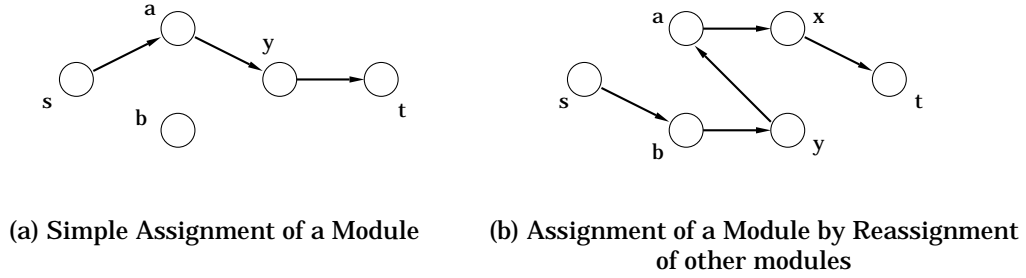 a
y
s
t
b
a
x
s
t
b
y
(a) Simple Assignment of a Module
(b) Assignment of a Module by Reassignment
of other modules